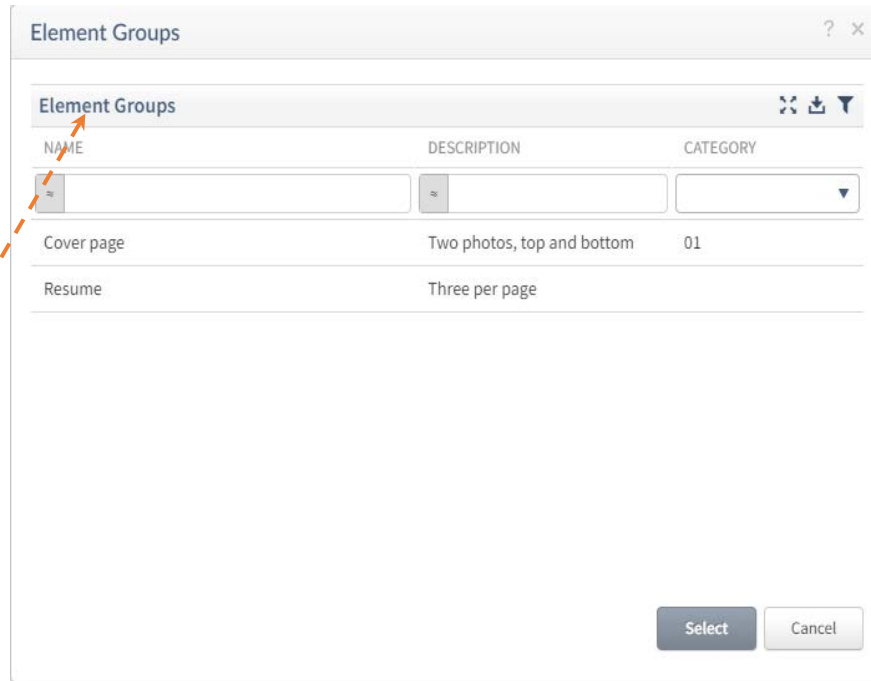 Element Groups ? ×
Element Groups
NAME DESCRIPTION CATEGORY
≈ ≈
Cover page Two photos, top and bottom 01
Resume Three per page
Select Cancel